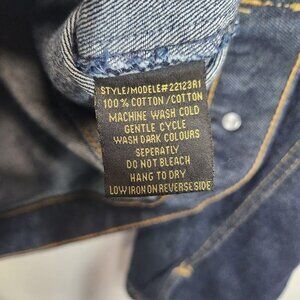 STYLE/MODELE#22123R1
100% COTTON/COTTON
MACHINE WASH COLD
GENTLE CYCLE
WASH DARK COLOURS
SEPERATLY
DO NOT BLEACH
HANG TO DRY
LOW IRON ON REVERSE SIDE